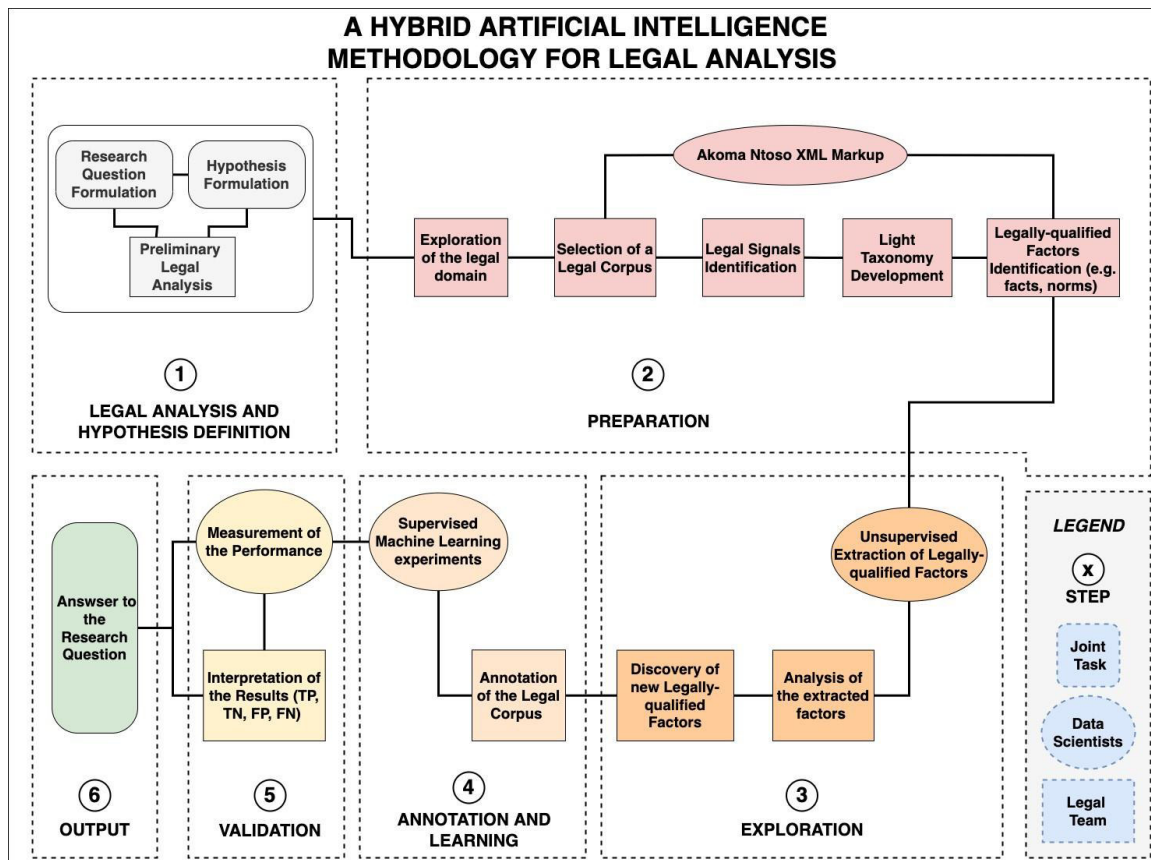 A HYBRID ARTIFICIAL INTELLIGENCE
METHODOLOGY FOR LEGAL ANALYSIS
Research
Question
Formulation
Hypothesis
Formulation
Preliminary
Legal
Analysis
1
LEGAL ANALYSIS AND
HYPOTHESIS DEFINITION
Akoma Ntoso XML Markup
Exploration
of the legal
domain
Selection of a
Legal Corpus
Legal Signals
Identification
Light
Taxonomy
Development
Legally-qualified
Factors
Identification (e.g.
facts, norms)
2
PREPARATION
Unsupervised
Extraction of Legally-
qualified Factors
Discovery of
new Legally-
qualified
Factors
Analysis of
the extracted
factors
3
EXPLORATION
Supervised
Machine Learning
experiments
Annotation
of the Legal
Corpus
4
ANNOTATION AND
LEARNING
Measurement of
the Performance
Interpretation of
the Results (TP,
TN, FP, FN)
5
VALIDATION
Answser to
the
Research
Question
6
OUTPUT
LEGEND
X
STEP
Joint
Task
Data
Scientists
Legal
Team